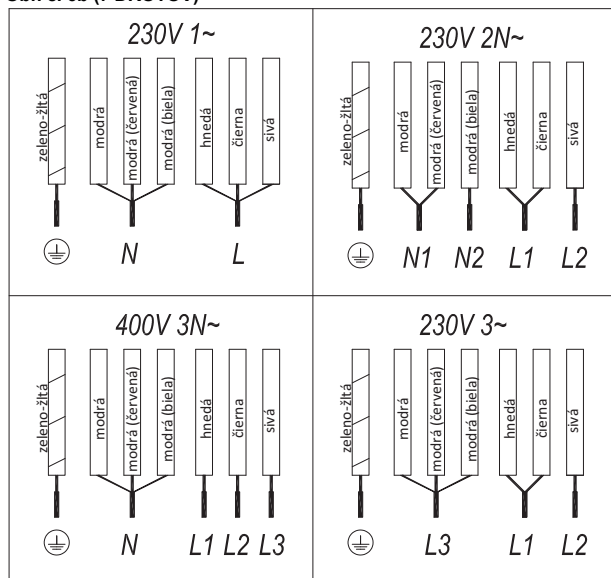 230V 1~
zeleno-žltá
modrá
modrá (červená)
modrá (biela)
hnedá
čierna
sivá
N L
230V 2N~
zeleno-žltá
modrá
modrá (červená)
modrá (biela)
hnedá
čierna
sivá
N1 N2 L1 L2
400V 3N~
zeleno-žltá
modrá
modrá (červená)
modrá (biela)
hnedá
čierna
sivá
N L1 L2 L3
230V 3~
zeleno-žltá
modrá
modrá (červená)
modrá (biela)
hnedá
čierna
sivá
L3 L1 L2